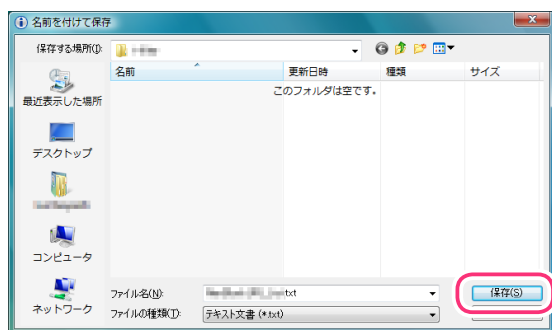 名前を付けて保存
保存する場所(I):
名前 更新日時 種類 サイズ
このフォルダは空です。
最近表示した場所
デスクトップ
コンピュータ
ネットワーク
ファイル名(N): txt 保存(S)
ファイルの種類(T): テキスト文書 (*.txt)